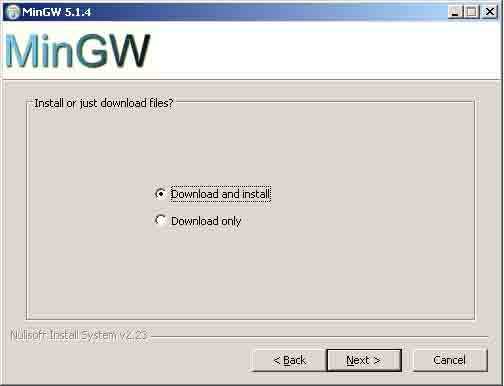 MinGW 5.1.4
MinGW
Install or just download files?
Download and install
Download only
Nullsoft Install System v2.23
< Back
Next >
Cancel